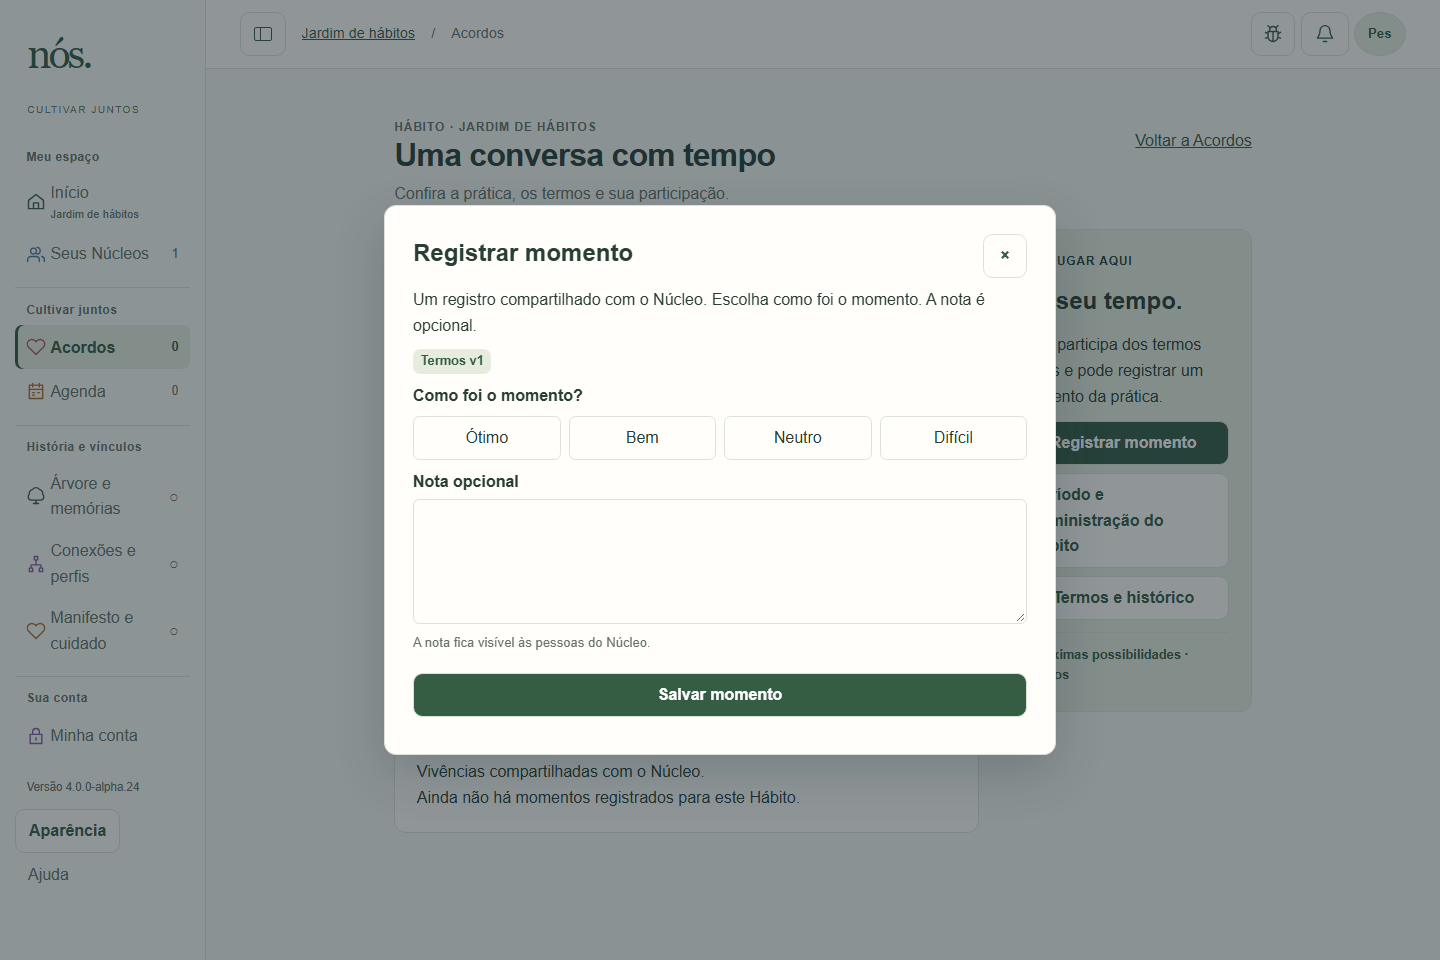 nós.
CULTIVAR JUNTOS
Meu espaço
Início
Jardim de hábitos
Seus Núcleos 1
Cultivar juntos
Acordos 0
Agenda 0
História e vínculos
Árvore e
memórias
Conexões e
perfis
Manifesto e
cuidado
Sua conta
Minha conta
Versão 4.0.0-alpha.24
Aparência
Ajuda
Jardim de hábitos / Acordos
Pes
HÁBITO · JARDIM DE HÁBITOS
Uma conversa com tempo
Confira a prática, os termos e sua participação.
Voltar a Acordos
Registrar momento
×
Um registro compartilhado com o Núcleo. Escolha como foi o momento. A nota é
opcional.
Termos v1
Como foi o momento?
Ótimo
Bem
Neutro
Difícil
Nota opcional
A nota fica visível às pessoas do Núcleo.
Salvar momento
UGAR AQUI
seu tempo.
participa dos termos
s e pode registrar um
ento da prática.
Registrar momento
íodo e
ministração do
bito
Termos e histórico
ximas possibilidades ·
os
Vivências compartilhadas com o Núcleo.
Ainda não há momentos registrados para este Hábito.